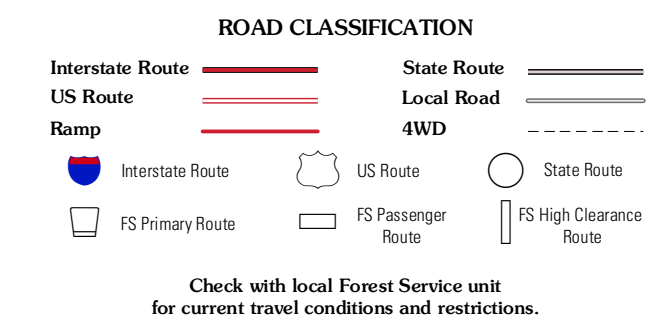 ROAD CLASSIFICATION
Interstate Route
State Route
US Route
Local Road
Ramp
4WD
Interstate Route
US Route
State Route
FS Primary Route
FS Passenger
Route
FS High Clearance
Route
Check with local Forest Service unit
for current travel conditions and restrictions.